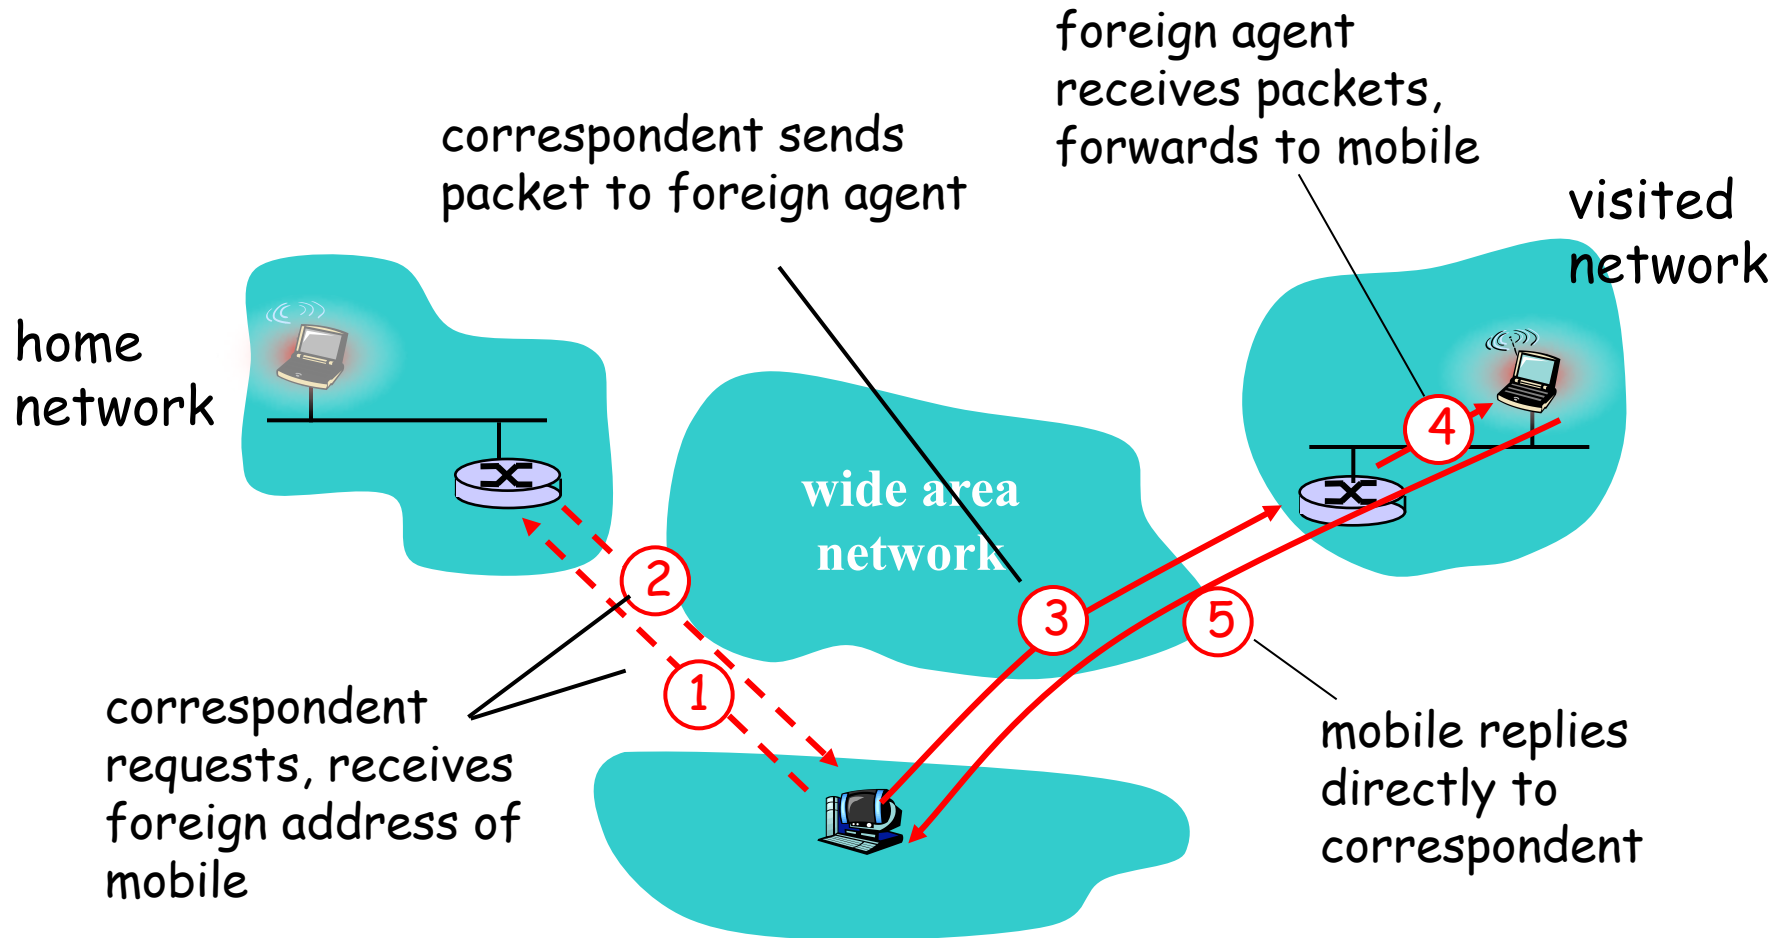 foreign agent
receives packets,
forwards to mobile
correspondent sends
packet to foreign agent
visited
network
home
network
wide area
network
4
2
3
5
1
correspondent
requests, receives
foreign address of
mobile
mobile replies
directly to
correspondent